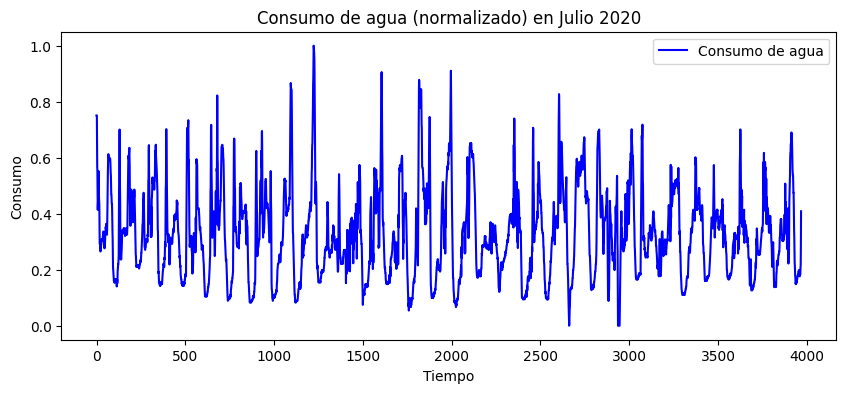 Consumo de agua (normalizado) en Julio 2020
Consumo de agua
1.0
0.8
0.6
0.4
0.2
0.0
Consumo
0 500 1000 1500 2000 2500 3000 3500 4000
Tiempo